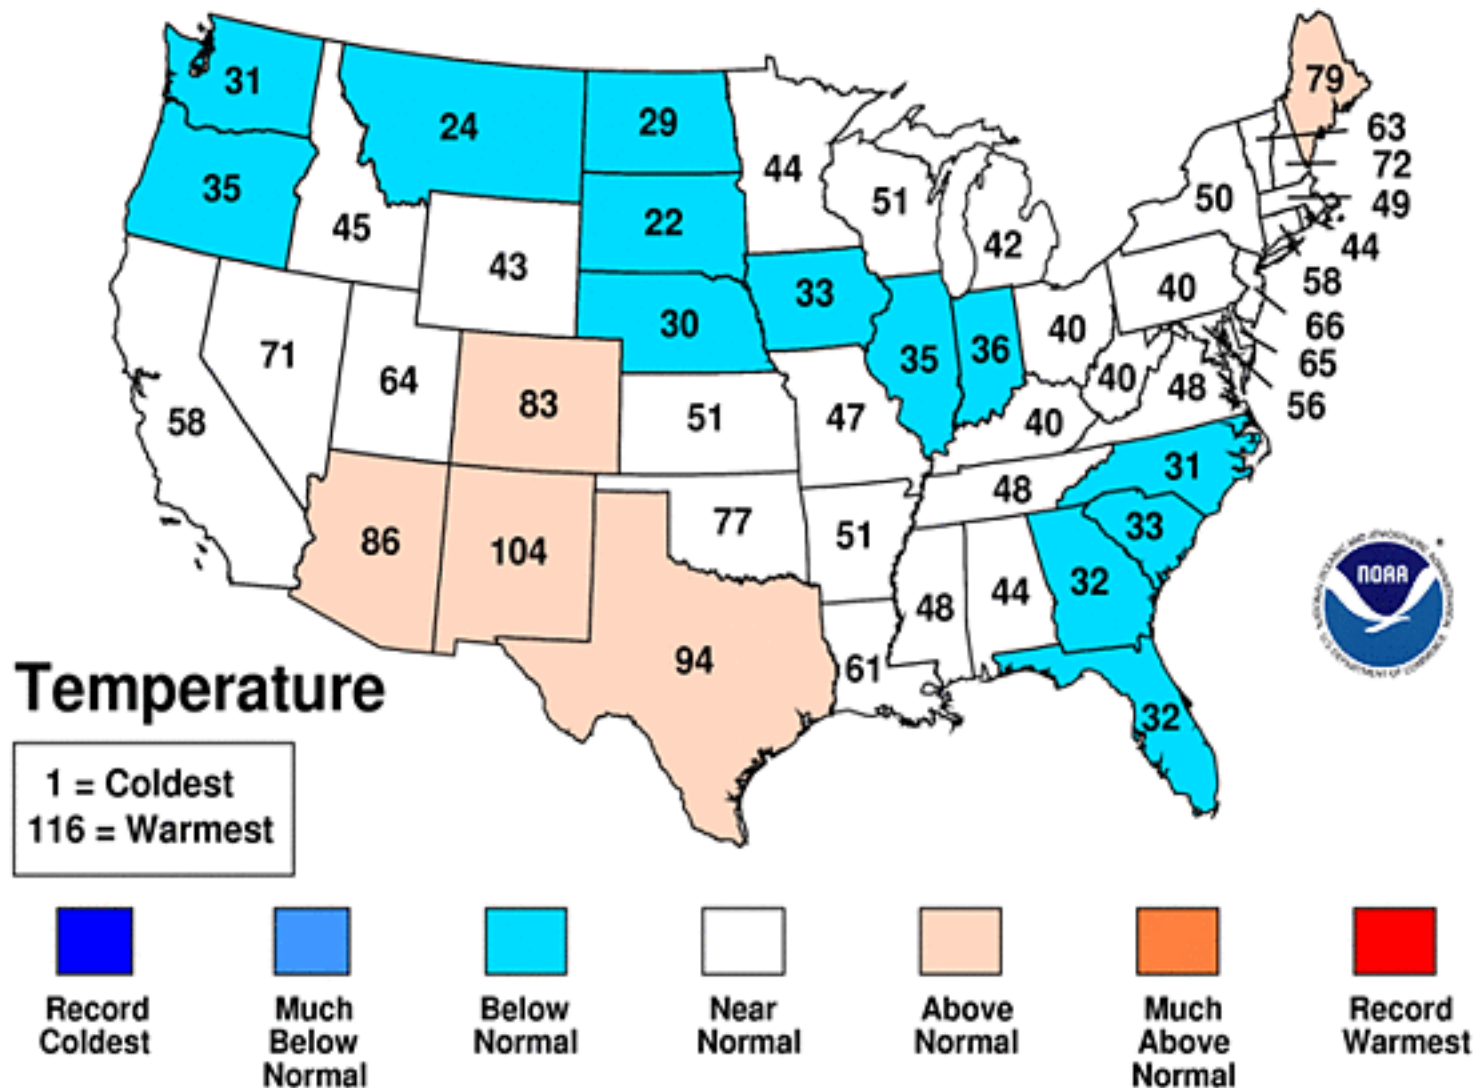 31
24
29
79
63
44
72
35
51
50
22
49
45
42
44
43
33
58
40
30
40
66
71
35
36
65
64
40
83
48
56
58
51
47
40
31
48
77
33
86
104
51
NOAA
32
48
44
94
61
Temperature
32
1 = Coldest
116 = Warmest
Record
Coldest
Much
Below
Normal
Below
Normal
Near
Normal
Above
Normal
Much
Above
Normal
Record
Warmest